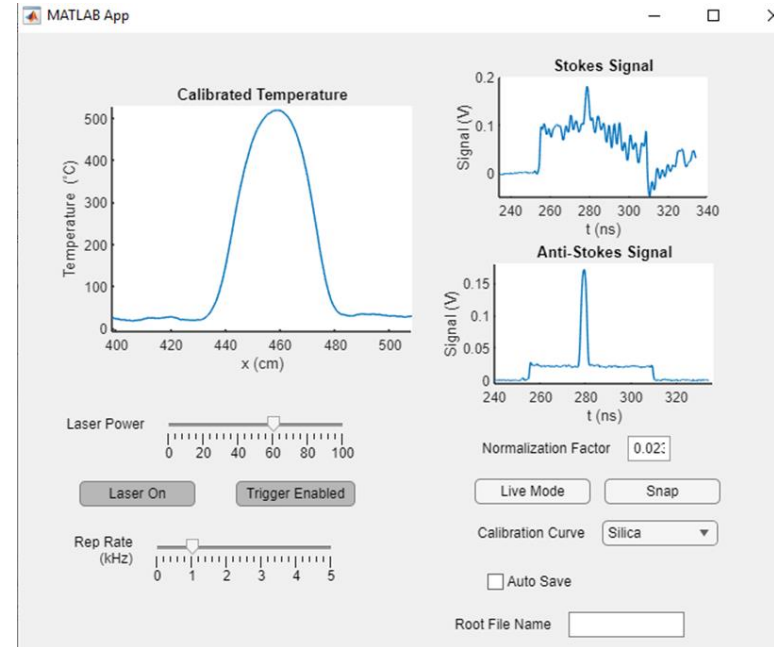 MATLAB App
Calibrated Temperature
500
400
300
200
100
0
Temperature (°C)
400 420 440 460 480 500
x (cm)
Stokes Signal
0.2
0.1
0
Signal (V)
240 260 280 300 320 340
t (ns)
Anti-Stokes Signal
0.15
0.1
0.05
0
Signal (V)
240 260 280 300 320
t (ns)
Laser Power
0 20 40 60 80 100
Laser On
Trigger Enabled
Rep Rate
(kHz)
0 1 2 3 4 5
Normalization Factor
Live Mode
Snap
Calibration Curve
Silica
Auto Save
Root File Name